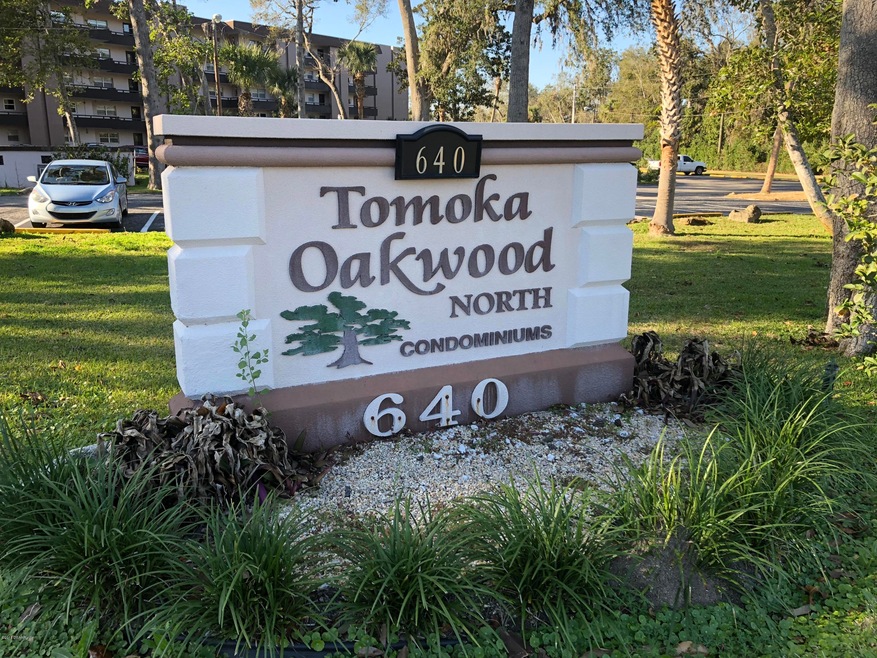 640
Tomoka
Oakwood
NORTH
CONDOMINIUMS
640